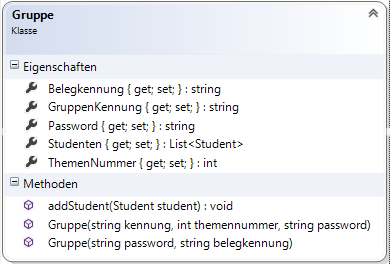 Gruppe
Klasse
Eigenschaften
Belegkennung { get; set; } : string
GruppenKennung { get; set; } : string
Password { get; set; } : string
Studenten { get; set; } : List<Student>
ThemenNummer { get; set; } : int
Methoden
addStudent(Student student) : void
Gruppe(string kennung, int themennummer, string password)
Gruppe(string password, string belegkennung)